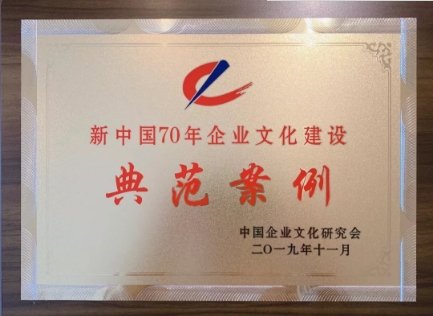 新中国70年企业文化建设
典范案例
中国企业文化研究会
二〇一九年十一月